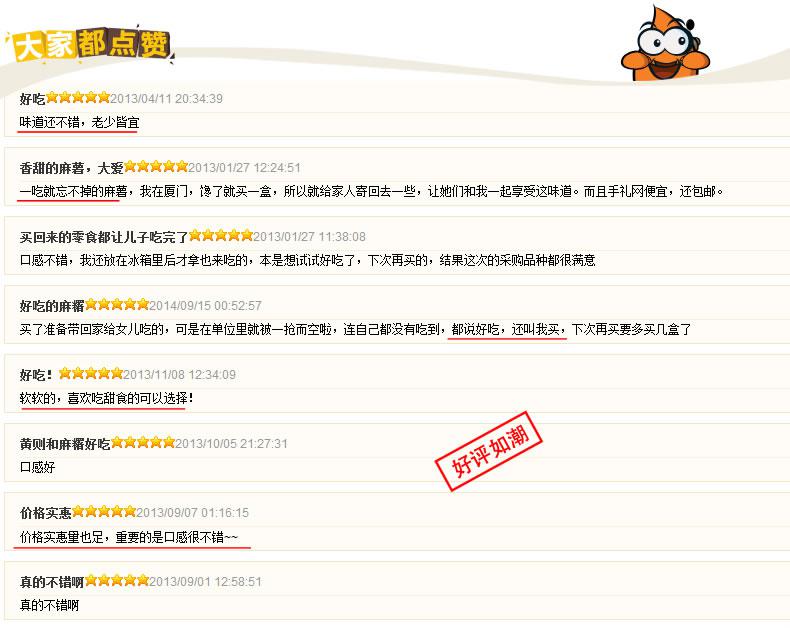 大家都点赞
好吃 2013/04/11 20:34:39
味道还不错，老少皆宜
香甜的麻薯，大爱 2013/01/27 12:24:51
一吃就忘不掉的麻薯，我在厦门，馋了就买一盒，所以就给家人寄回去一些，让她们和我一起享受这味道。而且手礼网便宜，还包邮。
买回来的零食都让儿子吃完了 2013/01/27 11:38:08
口感不错，我还放在冰箱里后才拿出来吃的，本是想试试好吃了，下次再买的，结果这次的采购品种都很满意
好吃的麻糬 2014/09/15 00:52:57
买了准备带回家给女儿吃的，可是在单位里就被一抢而空啦，连自己都没有吃到，都说好吃，还叫我买，下次再买要多买几盒了
好吃！ 2013/11/08 12:34:09
软软的，喜欢吃甜食的可以选择！
黄则和麻糬好吃 2013/10/05 21:27:31
口感好
好评如潮
价格实惠 2013/09/07 01:16:15
价格实惠量也足，重要的是口感很不错~~
真的不错啊 2013/09/01 12:58:51
真的不错啊